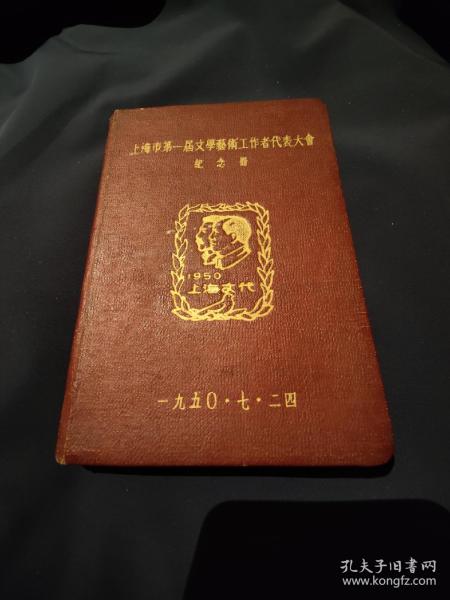 上海市第一届文學藝術工作者代表大會
紀念冊
1950
上海文代
一九五〇·七·二四
孔夫子旧书网
www.kongfz.com